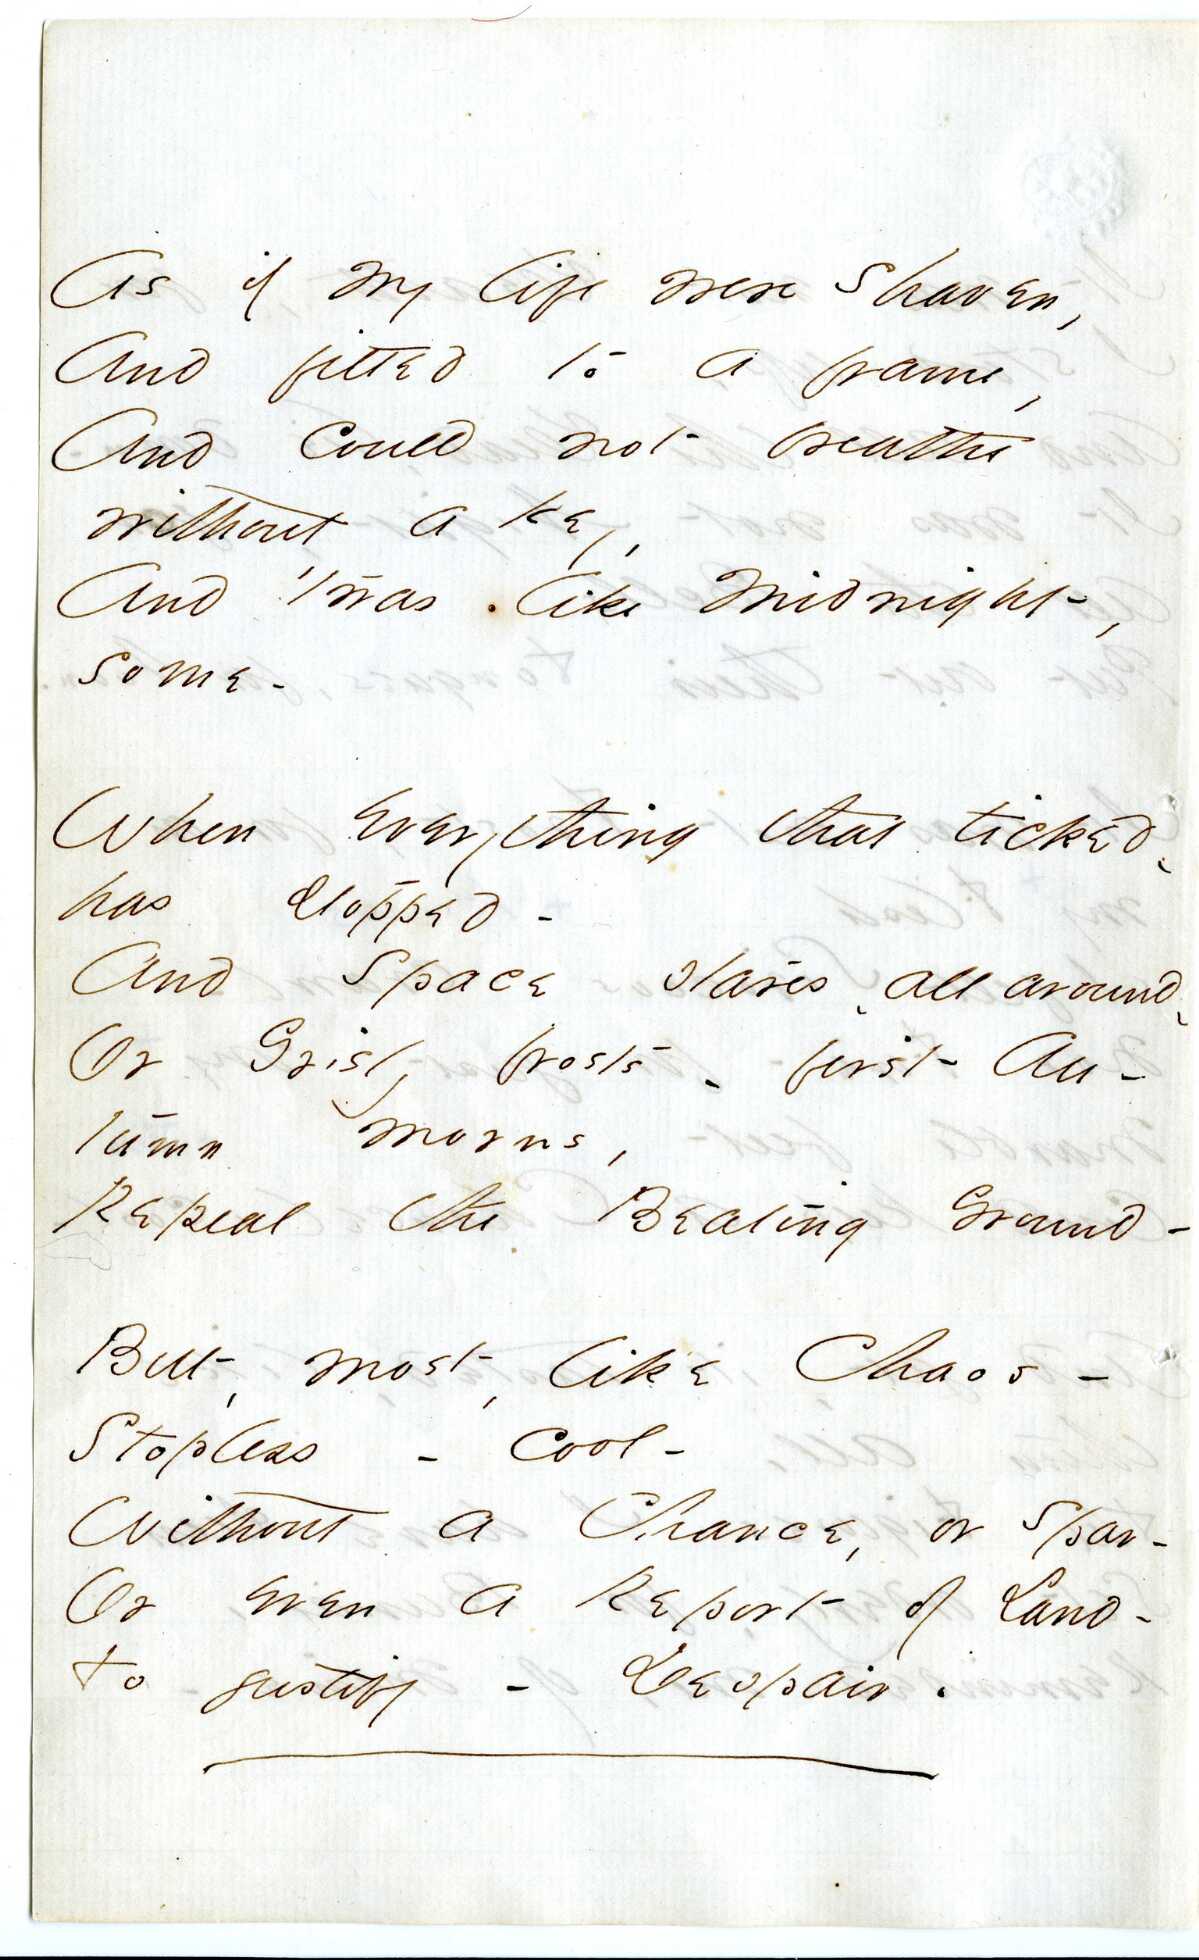 As if my life were shaven,
And fitted to a frame,
And could not breathe
without a key,
And 'twas like Midnight,
some -
When everything that ticked,
has stopped -
And Space stares, all around,
Or Grisly frosts - first Au-
tumn morns,
Repeal the Beating Ground -
But, most, like Chaos -
Stopless - cool -
Without a Chance, or Spar -
Or even a Report of Land -
to justify - Despair.